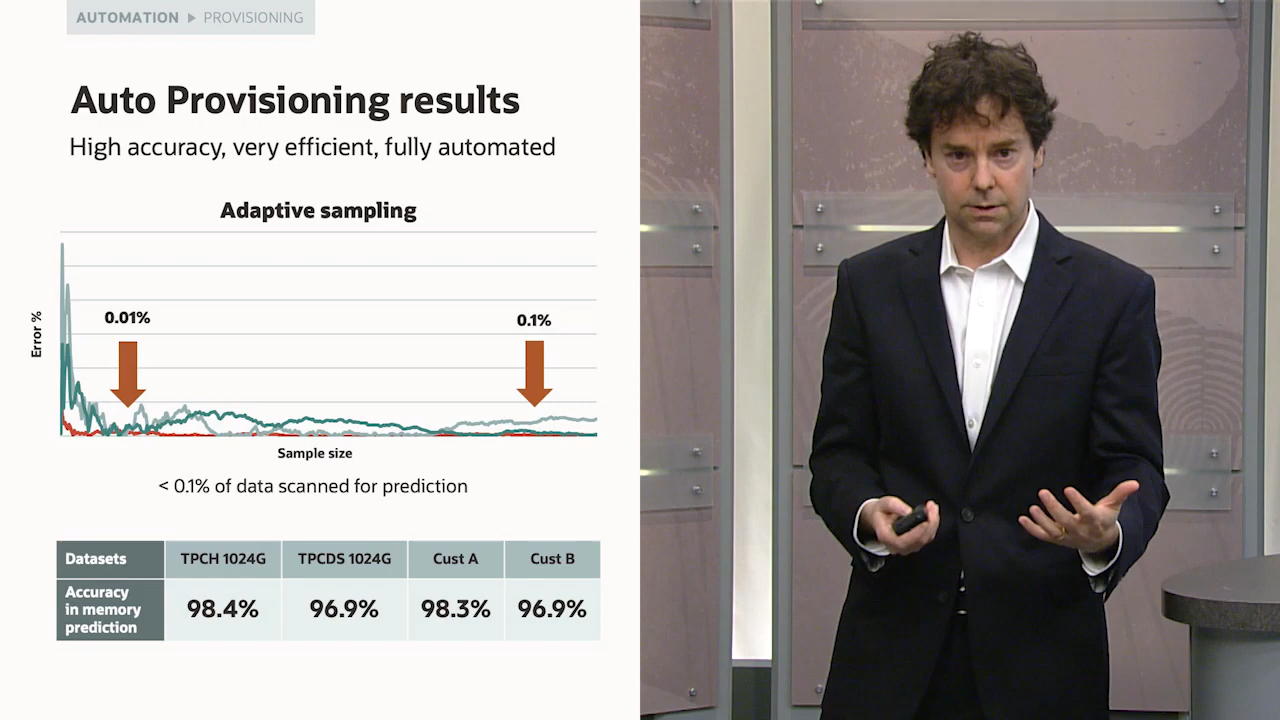 AUTOMATION ▶ PROVISIONING
Auto Provisioning results
High accuracy, very efficient, fully automated
Adaptive sampling
Error %
0.01%
0.1%
Sample size
< 0.1% of data scanned for prediction
Datasets TPCH 1024G TPCDS 1024G Cust A Cust B
Accuracy
in memory
prediction
98.4% 96.9% 98.3% 96.9%